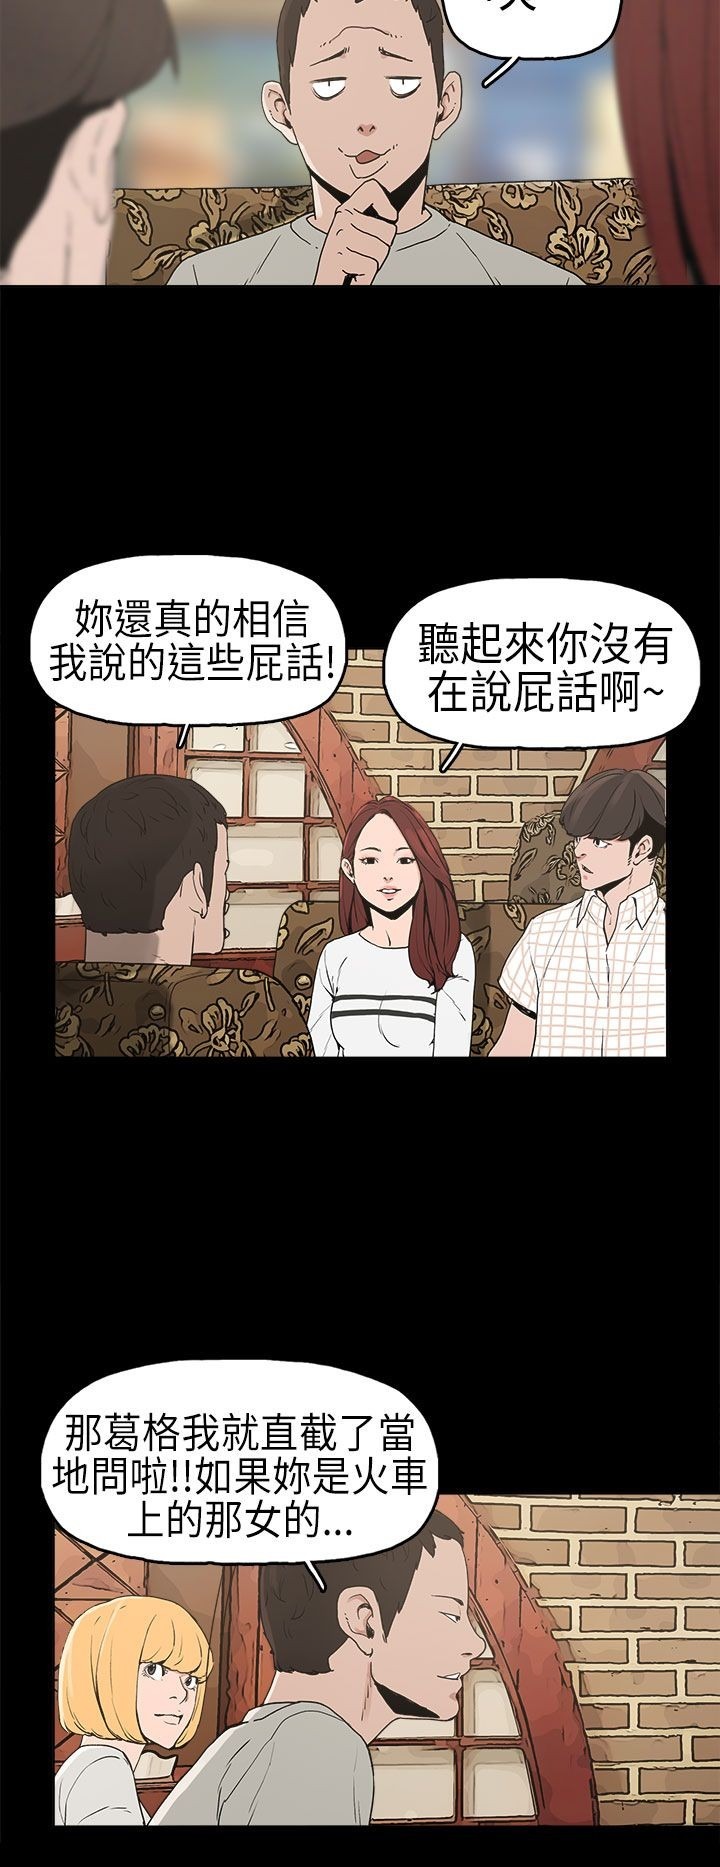 妳還真的相信
我說的這些屁話!
聽起來你沒有
在說屁話啊~
那葛格我就直截了當
地問啦!!如果妳是火車
上的那女的...